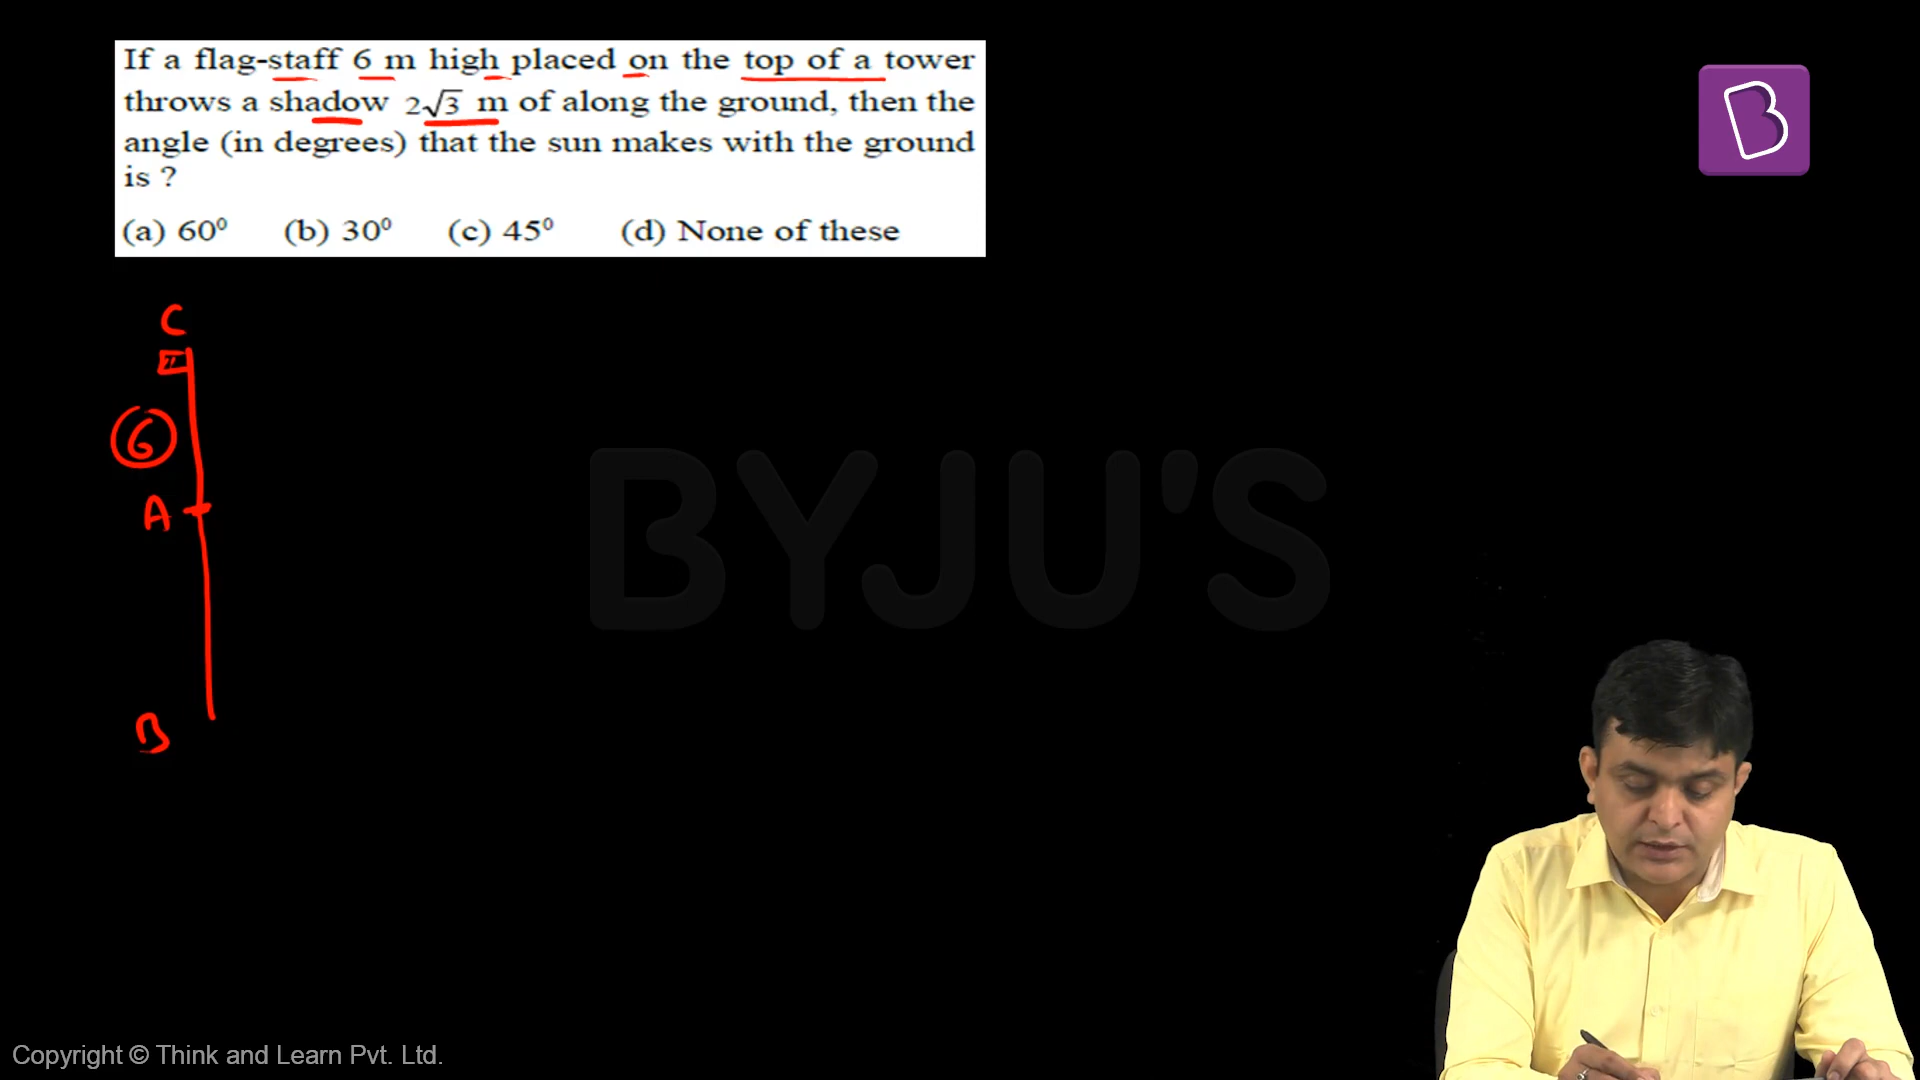 If a flag-staff 6 m high placed on the top of a tower
throws a shadow 2√3 m of along the ground, then the
angle (in degrees) that the sun makes with the ground
is ?
(a) 60⁰ (b) 30⁰ (c) 45⁰ (d) None of these
C
6
A
B
BYJU'S
Copyright © Think and Learn Pvt. Ltd.